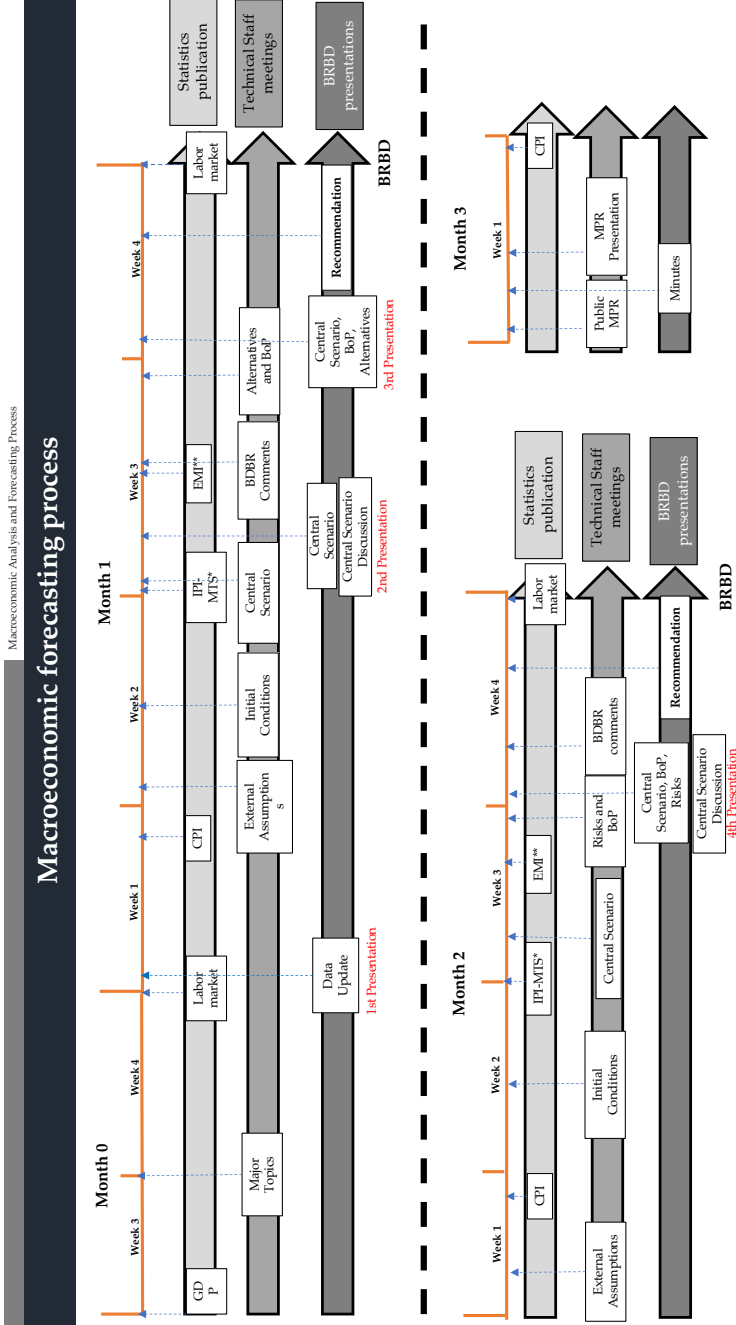 Macroeconomic Analysis and Forecasting Process
Macroeconomic forecasting process
Month 0
Month 1
Week 3
Week 4
Week 1
Week 2
Week 3
Week 4
GD
P
Labor
market
CPI
IPI-
MTS*
EMI**
Labor
market
Statistics
publication
Major
Topics
External
Assumption
s
Initial
Conditions
Central
Scenario
BDBR
Comments
Alternatives
and BoP
Technical Staff
meetings
Data
Update
1st Presentation
Central
Scenario
Central Scenario
Discussion
2nd Presentation
Central
Scenario,
BoP,
Alternatives
3rd Presentation
Recommendation
BRBD
presentations
BRBD
Month 2
Week 1
Week 2
Week 3
Week 4
CPI
IPI-MTS*
EMI**
Labor
market
Statistics
publication
External
Assumptions
Initial
Conditions
Central Scenario
Risks and
BoP
BDBR
comments
Technical Staff
meetings
Central
Scenario, BoP,
Risks
Central Scenario
Discussion
4th Presentation
Recommendation
BRBD
presentations
BRBD
Month 3
Week 1
CPI
Public
MPR
MPR
Presentation
Minutes